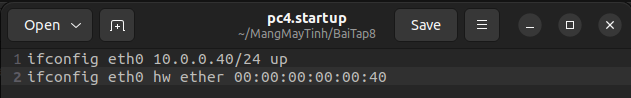 Open
pc4.startup
~/MangMayTinh/BaiTap8
Save
1 ifconfig eth0 10.0.0.40/24 up
2 ifconfig eth0 hw ether 00:00:00:00:00:40